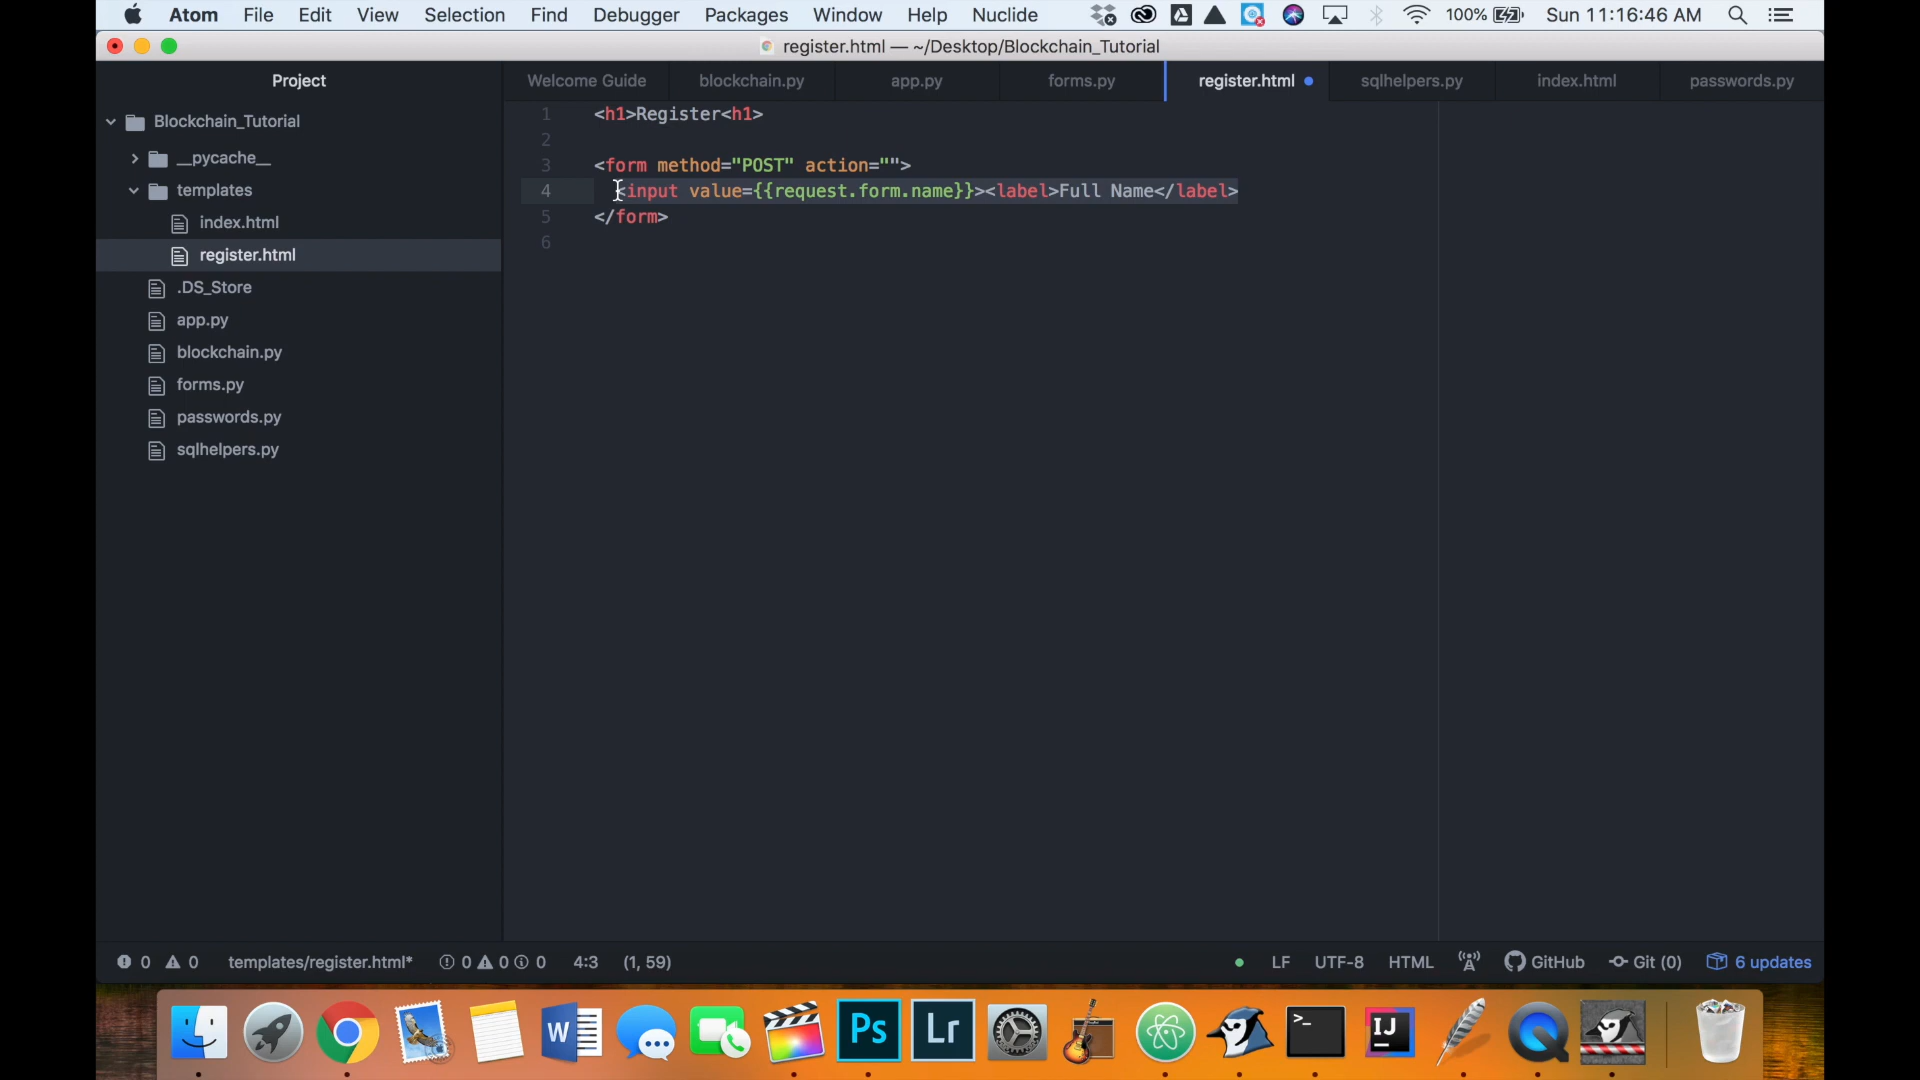 Atom File Edit View Selection Find Debugger Packages Window Help Nuclide 100% Sun 11:16:46 AM
register.html — ~/Desktop/Blockchain_Tutorial
Project
Welcome Guide blockchain.py app.py forms.py register.html sqlhelpers.py index.html passwords.py
Blockchain_Tutorial
__pycache__
templates
index.html
register.html
.DS_Store
app.py
blockchain.py
forms.py
passwords.py
sqlhelpers.py
1 <h1>Register<h1>
2
3 <form method="POST" action="">
4 <input value={{request.form.name}}><label>Full Name</label>
5 </form>
6
0 0 templates/register.html* 0 0 0 4:3 (1, 59) LF UTF-8 HTML GitHub Git (0) 6 updates
W Ps Lr >_ IJ